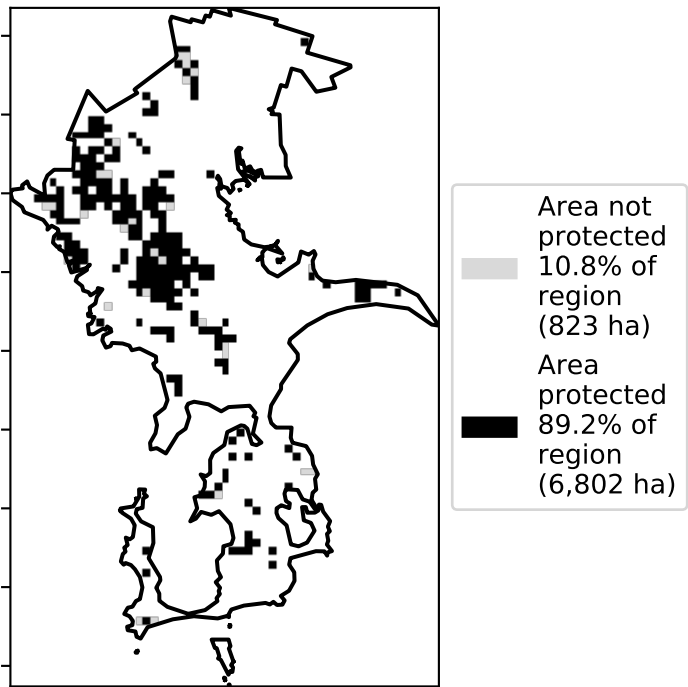 Area not
protected
10.8% of
region
(823 ha)
Area
protected
89.2% of
region
(6,802 ha)